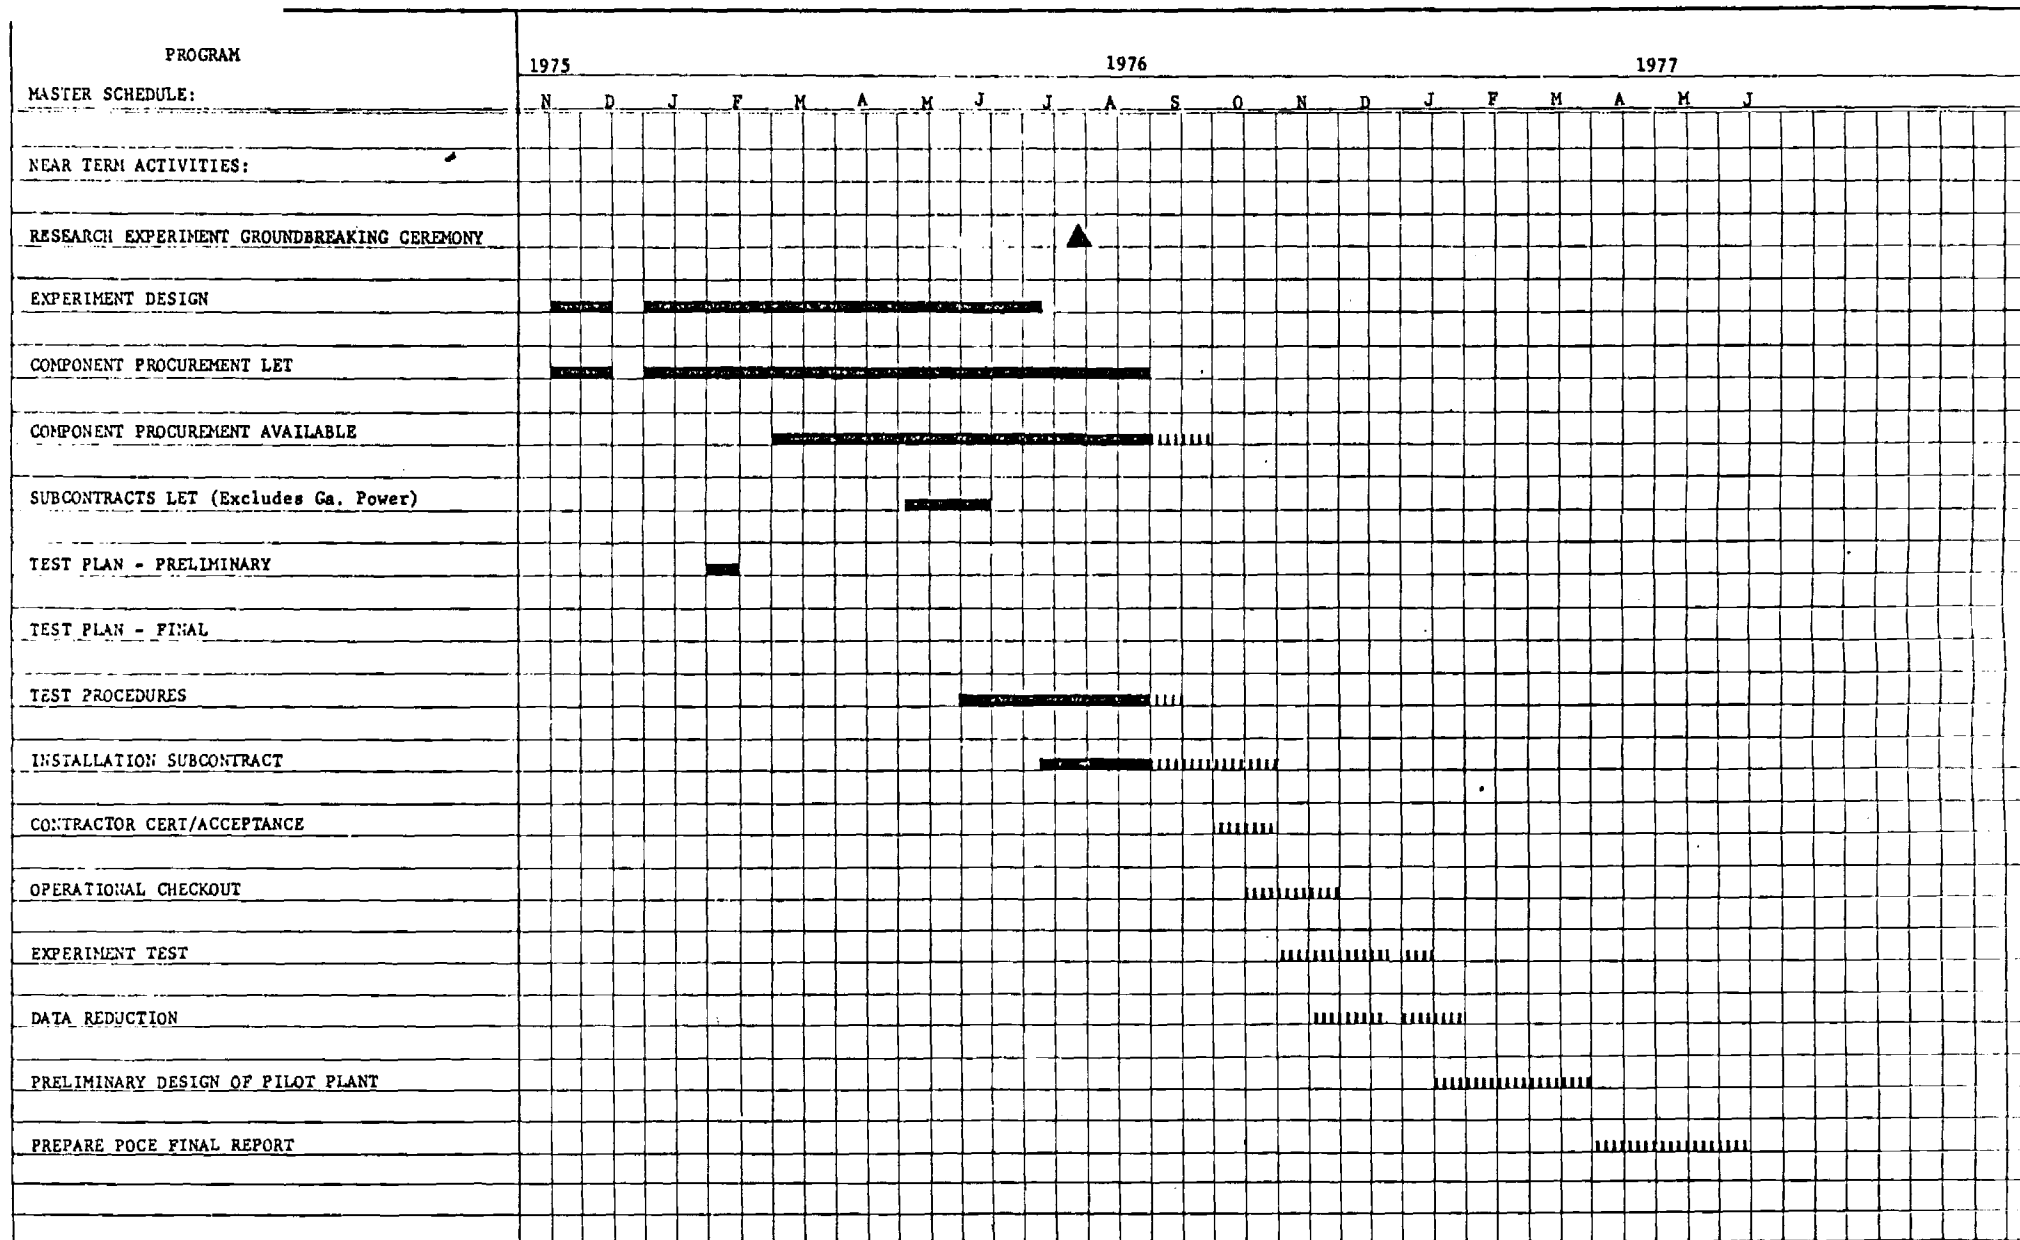 PROGRAM
1975 1976 1977
MASTER SCHEDULE:
N D J F M A M J J A S O N D J F M A M J
NEAR TERM ACTIVITIES:
RESEARCH EXPERIMENT GROUNDBREAKING CEREMONY
EXPERIMENT DESIGN
COMPONENT PROCUREMENT LET
COMPONENT PROCUREMENT AVAILABLE
SUBCONTRACTS LET (Excludes Ga. Power)
TEST PLAN - PRELIMINARY
TEST PLAN - FINAL
TEST PROCEDURES
INSTALLATION SUBCONTRACT
CONTRACTOR CERT/ACCEPTANCE
OPERATIONAL CHECKOUT
EXPERIMENT TEST
DATA REDUCTION
PRELIMINARY DESIGN OF PILOT PLANT
PREPARE POCE FINAL REPORT